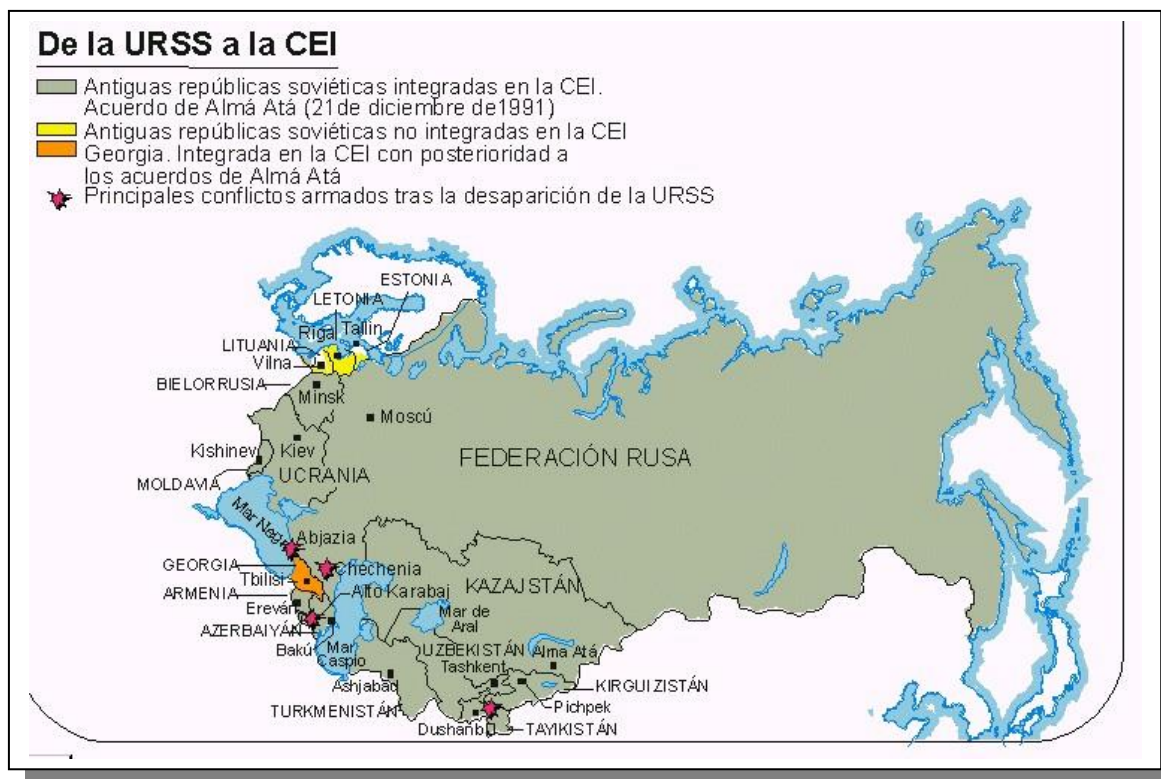 De la URSS a la CEI
Antiguas repúblicas soviéticas integradas en la CEI.
Acuerdo de Almá Atá (21de diciembre de1991)
Antiguas repúblicas soviéticas no integradas en la CEI
Georgia. Integrada en la CEI con posterioridad a
los acuerdos de Almá Atá
Principales conflictos armados tras la desaparición de la URSS
ESTONIA
LETONIA
Riga
Tallin
LITUANIA
Vilna
BIELORRUSIA
Minsk
Moscú
Kishinev
Kiev
FEDERACIÓN RUSA
UCRANIA
MOLDAVIA
Mar Negro
Abjazia
GEORGIA
Chechenia
Tbilisi
KAZAJSTÁN
ARMENIA
Alto Karabaj
Ereván
Mar de
Aral
AZERBAIYÁN
Bakú
Mar
Caspio
UZBEKISTÁN
Alma Atá
Tashkent
Ashjabad
KIRGUIZISTÁN
TURKMENISTÁN
Pichpek
Dushanbé
TAYIKISTÁN